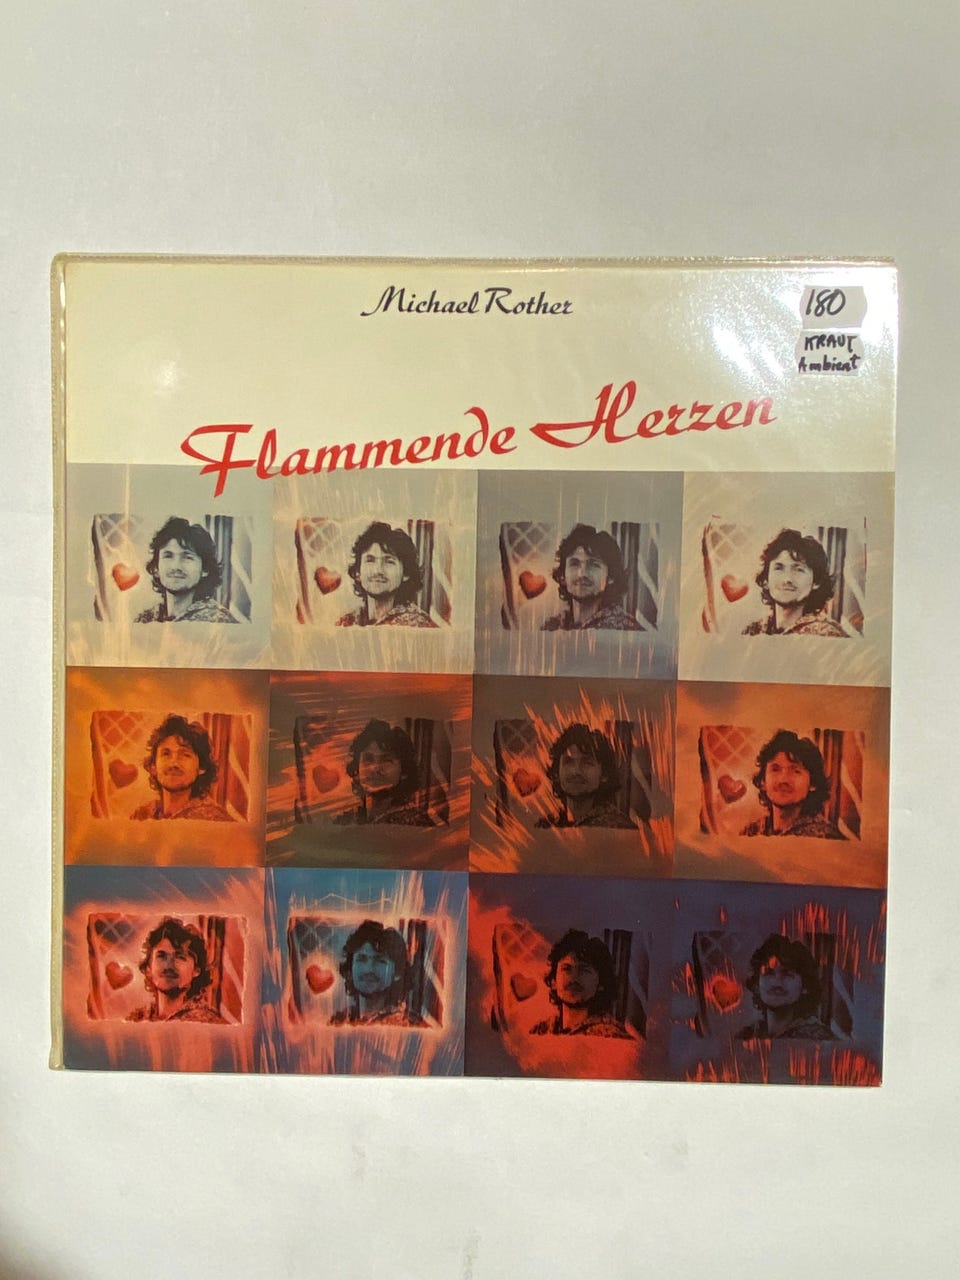 Michael Rother
180
KRAUT
Ambient
Flammende Herzen